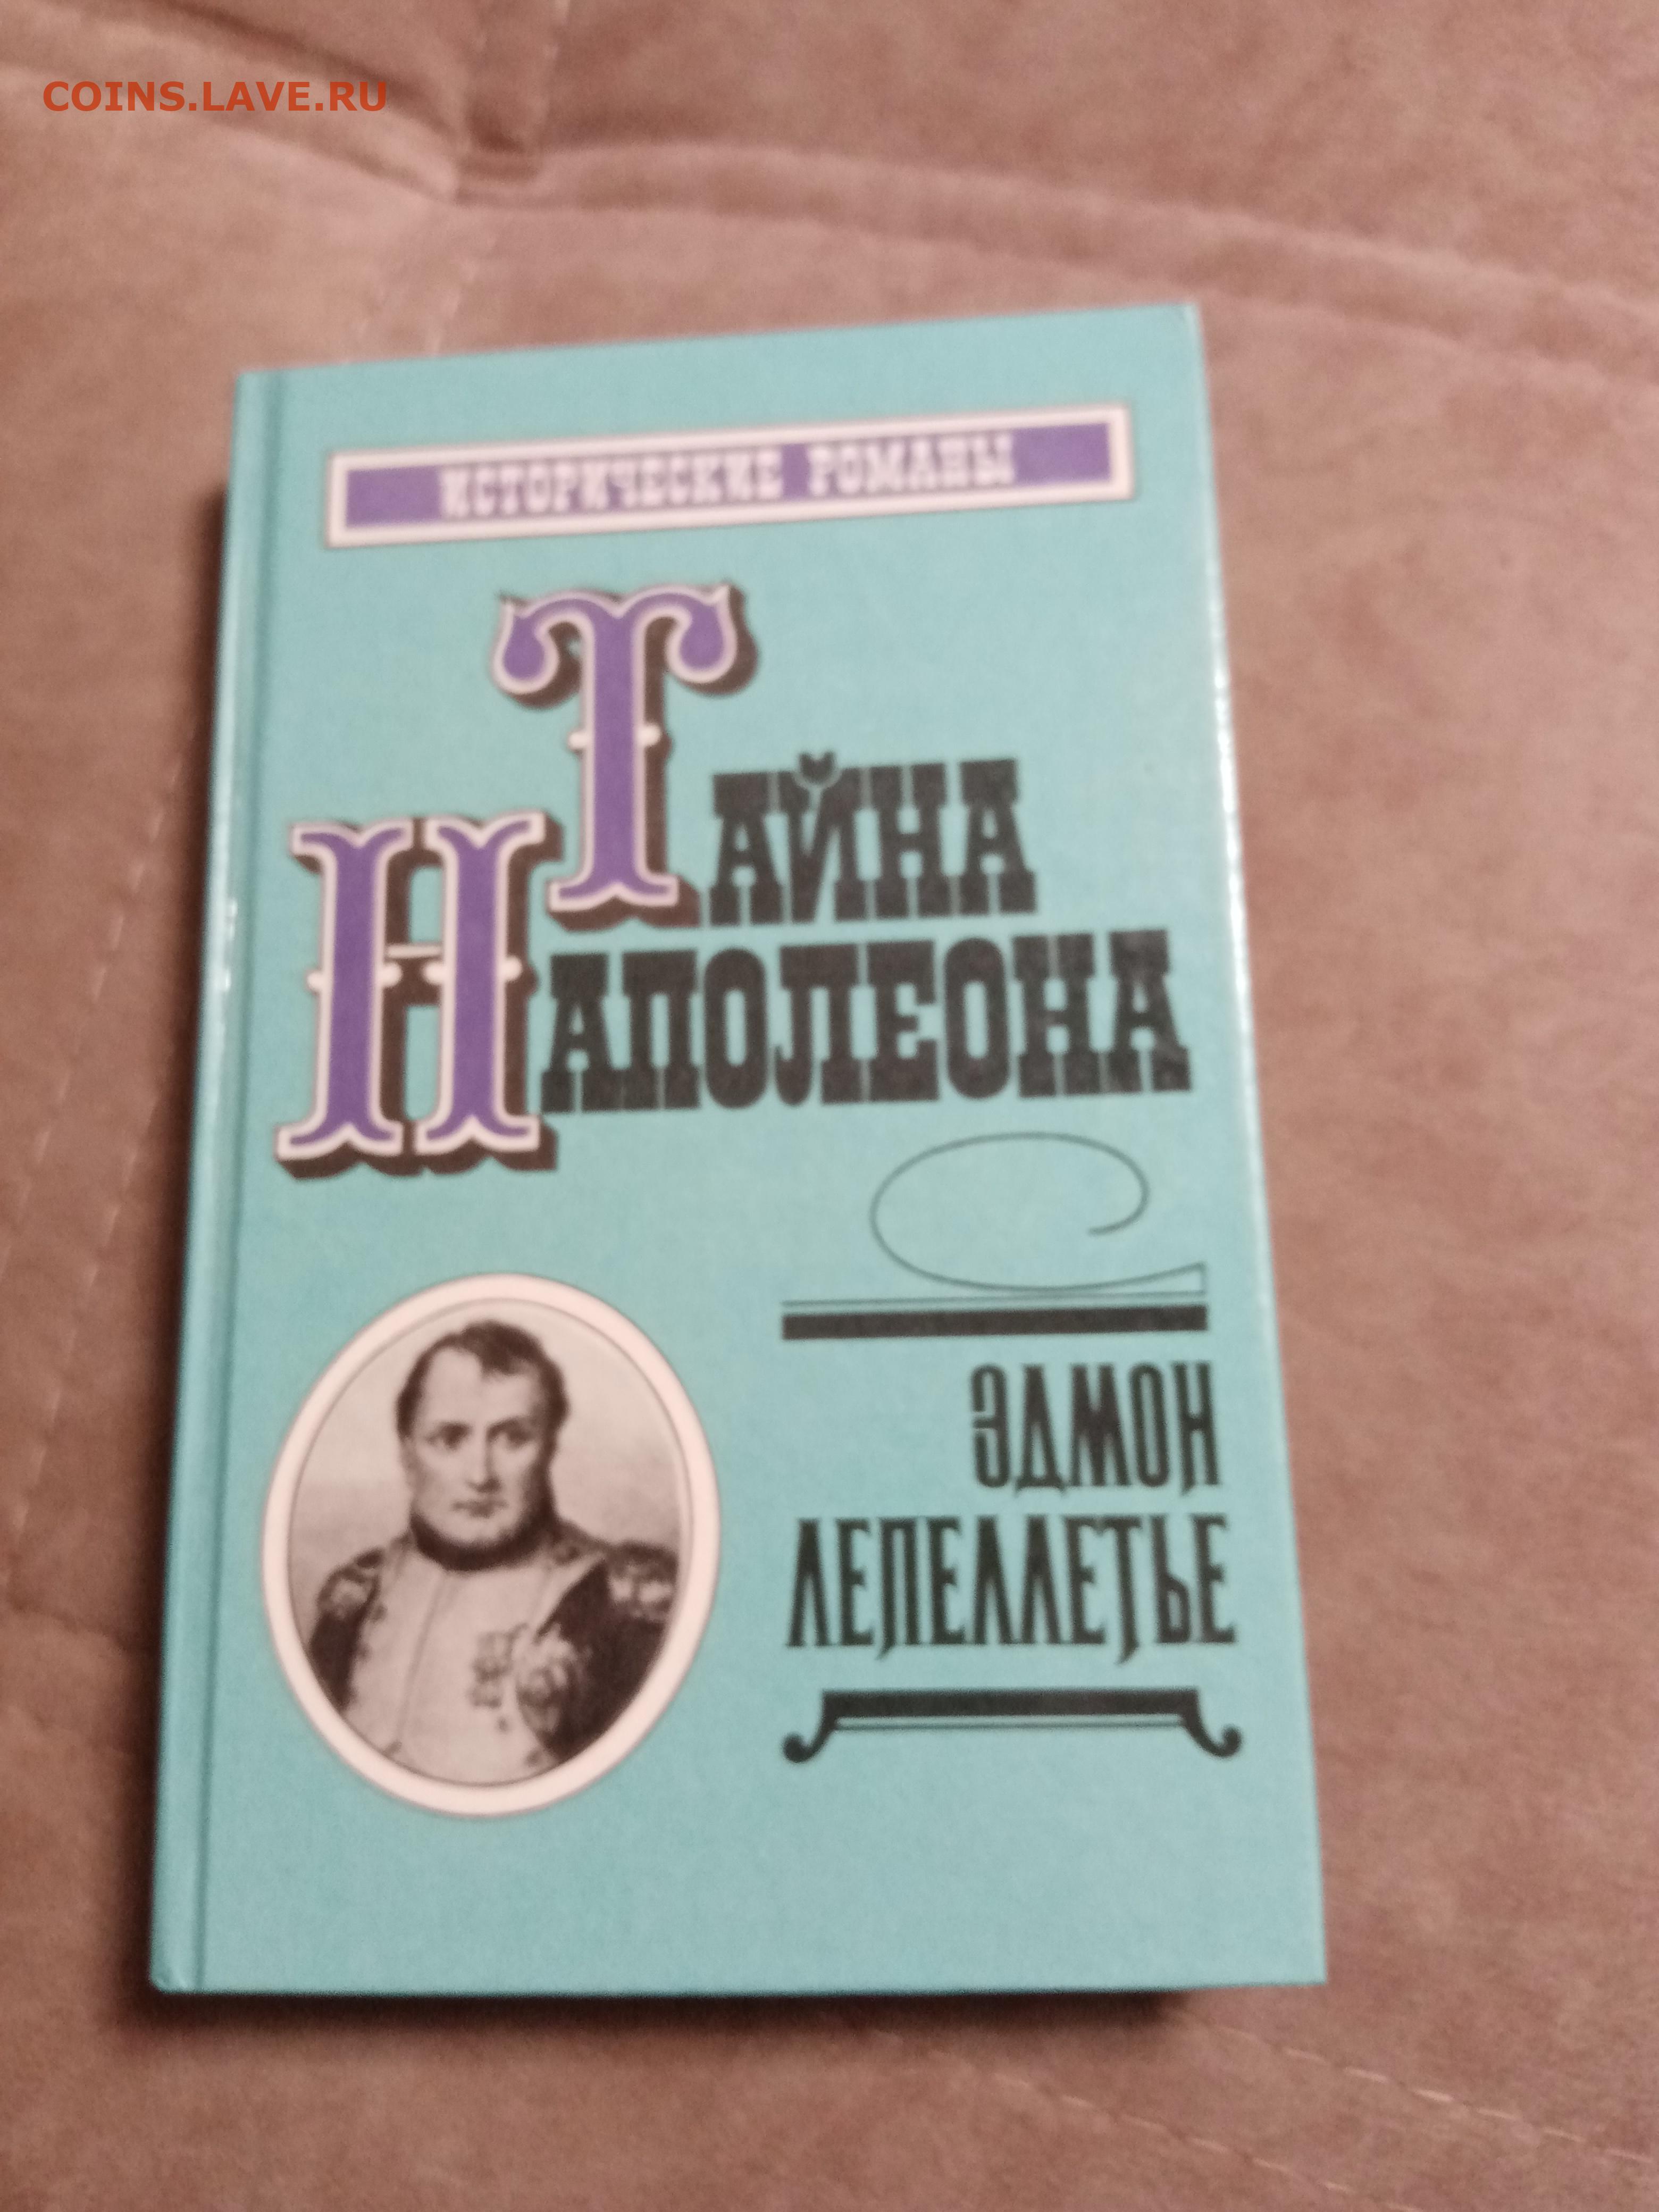 COINS.LAVE.RU
ИСТОРИЧЕСКИЕ РОМАНЫ
ТАЙНА
НАПОЛЕОНА
ЭДМОН
ЛЕПЕЛЛЕТЬЕ